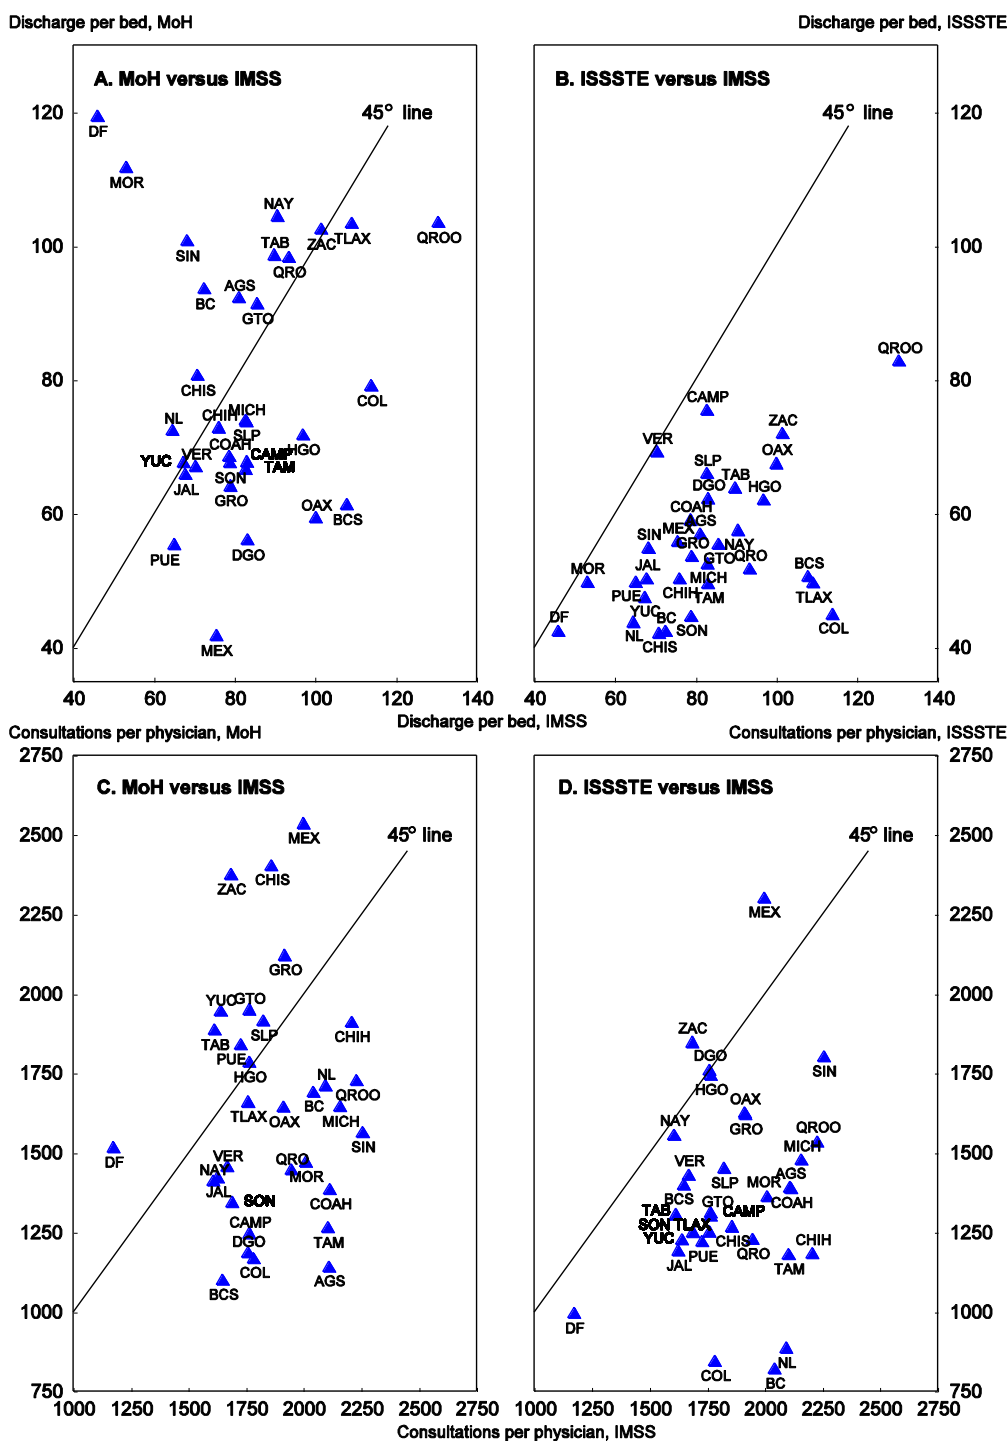 Discharge per bed, MoH
Discharge per bed, ISSSTE
A. MoH versus IMSS
B. ISSSTE versus IMSS
45° line
45° line
120
120
DF
MOR
NAY
TAB
SIN
ZAC
TLAX
QROO
100
100
QRO
AGS
BC
GTO
QROO
CHIS
COL
80
80
CAMP
NL
CHIH
MICH
SLP
HGO
ZAC
VER
OAX
YUC
VER
COAH
CAMP
TAM
SLP
TAB
JAL
SON
DGO
HGO
GRO
OAX
BCS
COAH
AGS
60
60
PUE
DGO
SIN
MEX
GRO
GTO
NAY
QRO
MOR
JAL
CHIH
MICH
BCS
PUE
TAM
TLAX
YUC
BC
SON
COL
DF
NL
CHIS
MEX
40
40
40 60 80 100 120 140
40 60 80 100 120 140
Discharge per bed, IMSS
Consultations per physician, MoH
Consultations per physician, ISSSTE
2750
2750
C. MoH versus IMSS
D. ISSSTE versus IMSS
2500
2500
MEX
45° line
45° line
CHIS
ZAC
MEX
2250
2250
GRO
2000
2000
YUC
GTO
TAB
SLP
CHIH
ZAC
PUE
DGO
HGO
SIN
1750
1750
NL
QROO
HGO
TLAX
OAX
BC
MICH
OAX
GRO
SIN
NAY
QROO
1500
1500
DF
VER
QRO
MOR
MICH
NAY
JAL
COAH
VER
SLP
MOR
AGS
SON
BCS
COAH
CAMP
TAM
TAB
GTO
CAMP
1250
1250
DGO
SON
TLAX
COL
AGS
YUC
JAL
PUE
CHIS
QRO
TAM
CHIH
BCS
1000
1000
DF
NL
COL
BC
750
750
1000 1250 1500 1750 2000 2250 2500 2750
1000 1250 1500 1750 2000 2250 2500 2750
Consultations per physician, IMSS